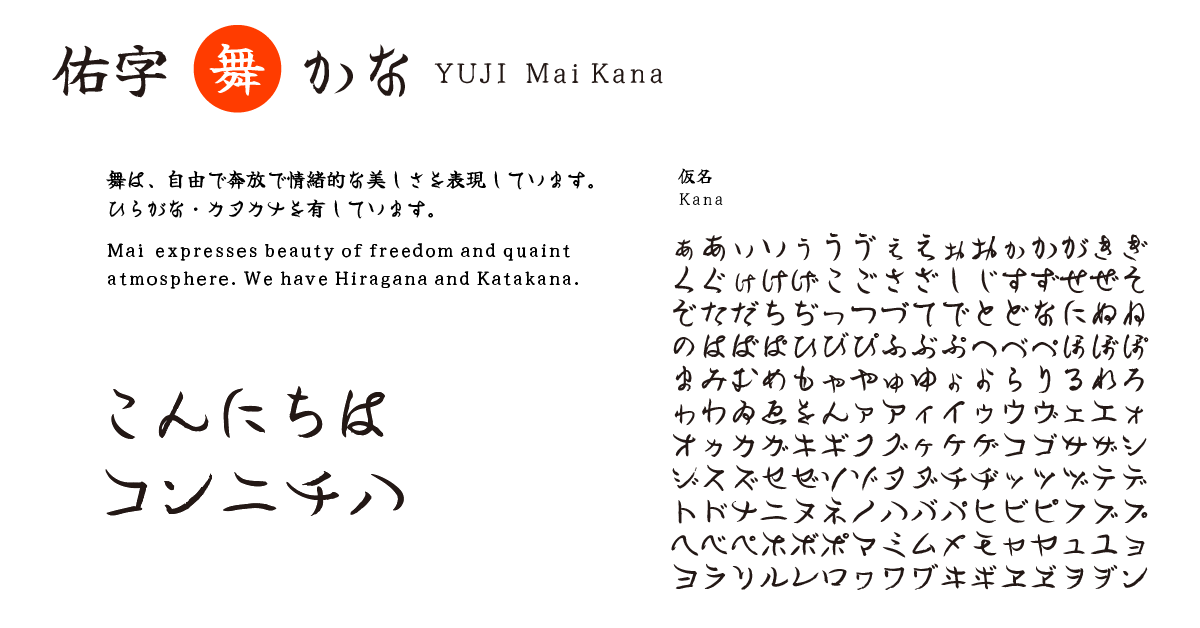 佑字 舞 かな YUJI Mai Kana
舞は、自由で奔放で情緒的な美しさを表現しています。
ひらがな・カタカナを有しています。
Mai expresses beauty of freedom and quaint
atmosphere. We have Hiragana and Katakana.
こんにちは
コンニチハ
仮名
Kana
ぁあぃいぅうゔぇえぉおゕかがきぎ
くぐゖけげこごさざしじすずせぜそ
ぞただちぢっつづてでとどなにぬね
のはばぱひびぴふぶぷへべぺほぼぽ
まみむめもゃやゅゆょよらりるれろ
ゎわゐゑをんァアィイゥウヴェエォ
オヵカガキギクグヶケゲコゴサザシ
ジスズセゼソゾタダチヂッツヅテデ
トドナニヌネノハバパヒビピフブプ
ヘベペホボポマミムメモャヤュユョ
ヨラリルレロヮワヷヰヸヱヹヲヺン